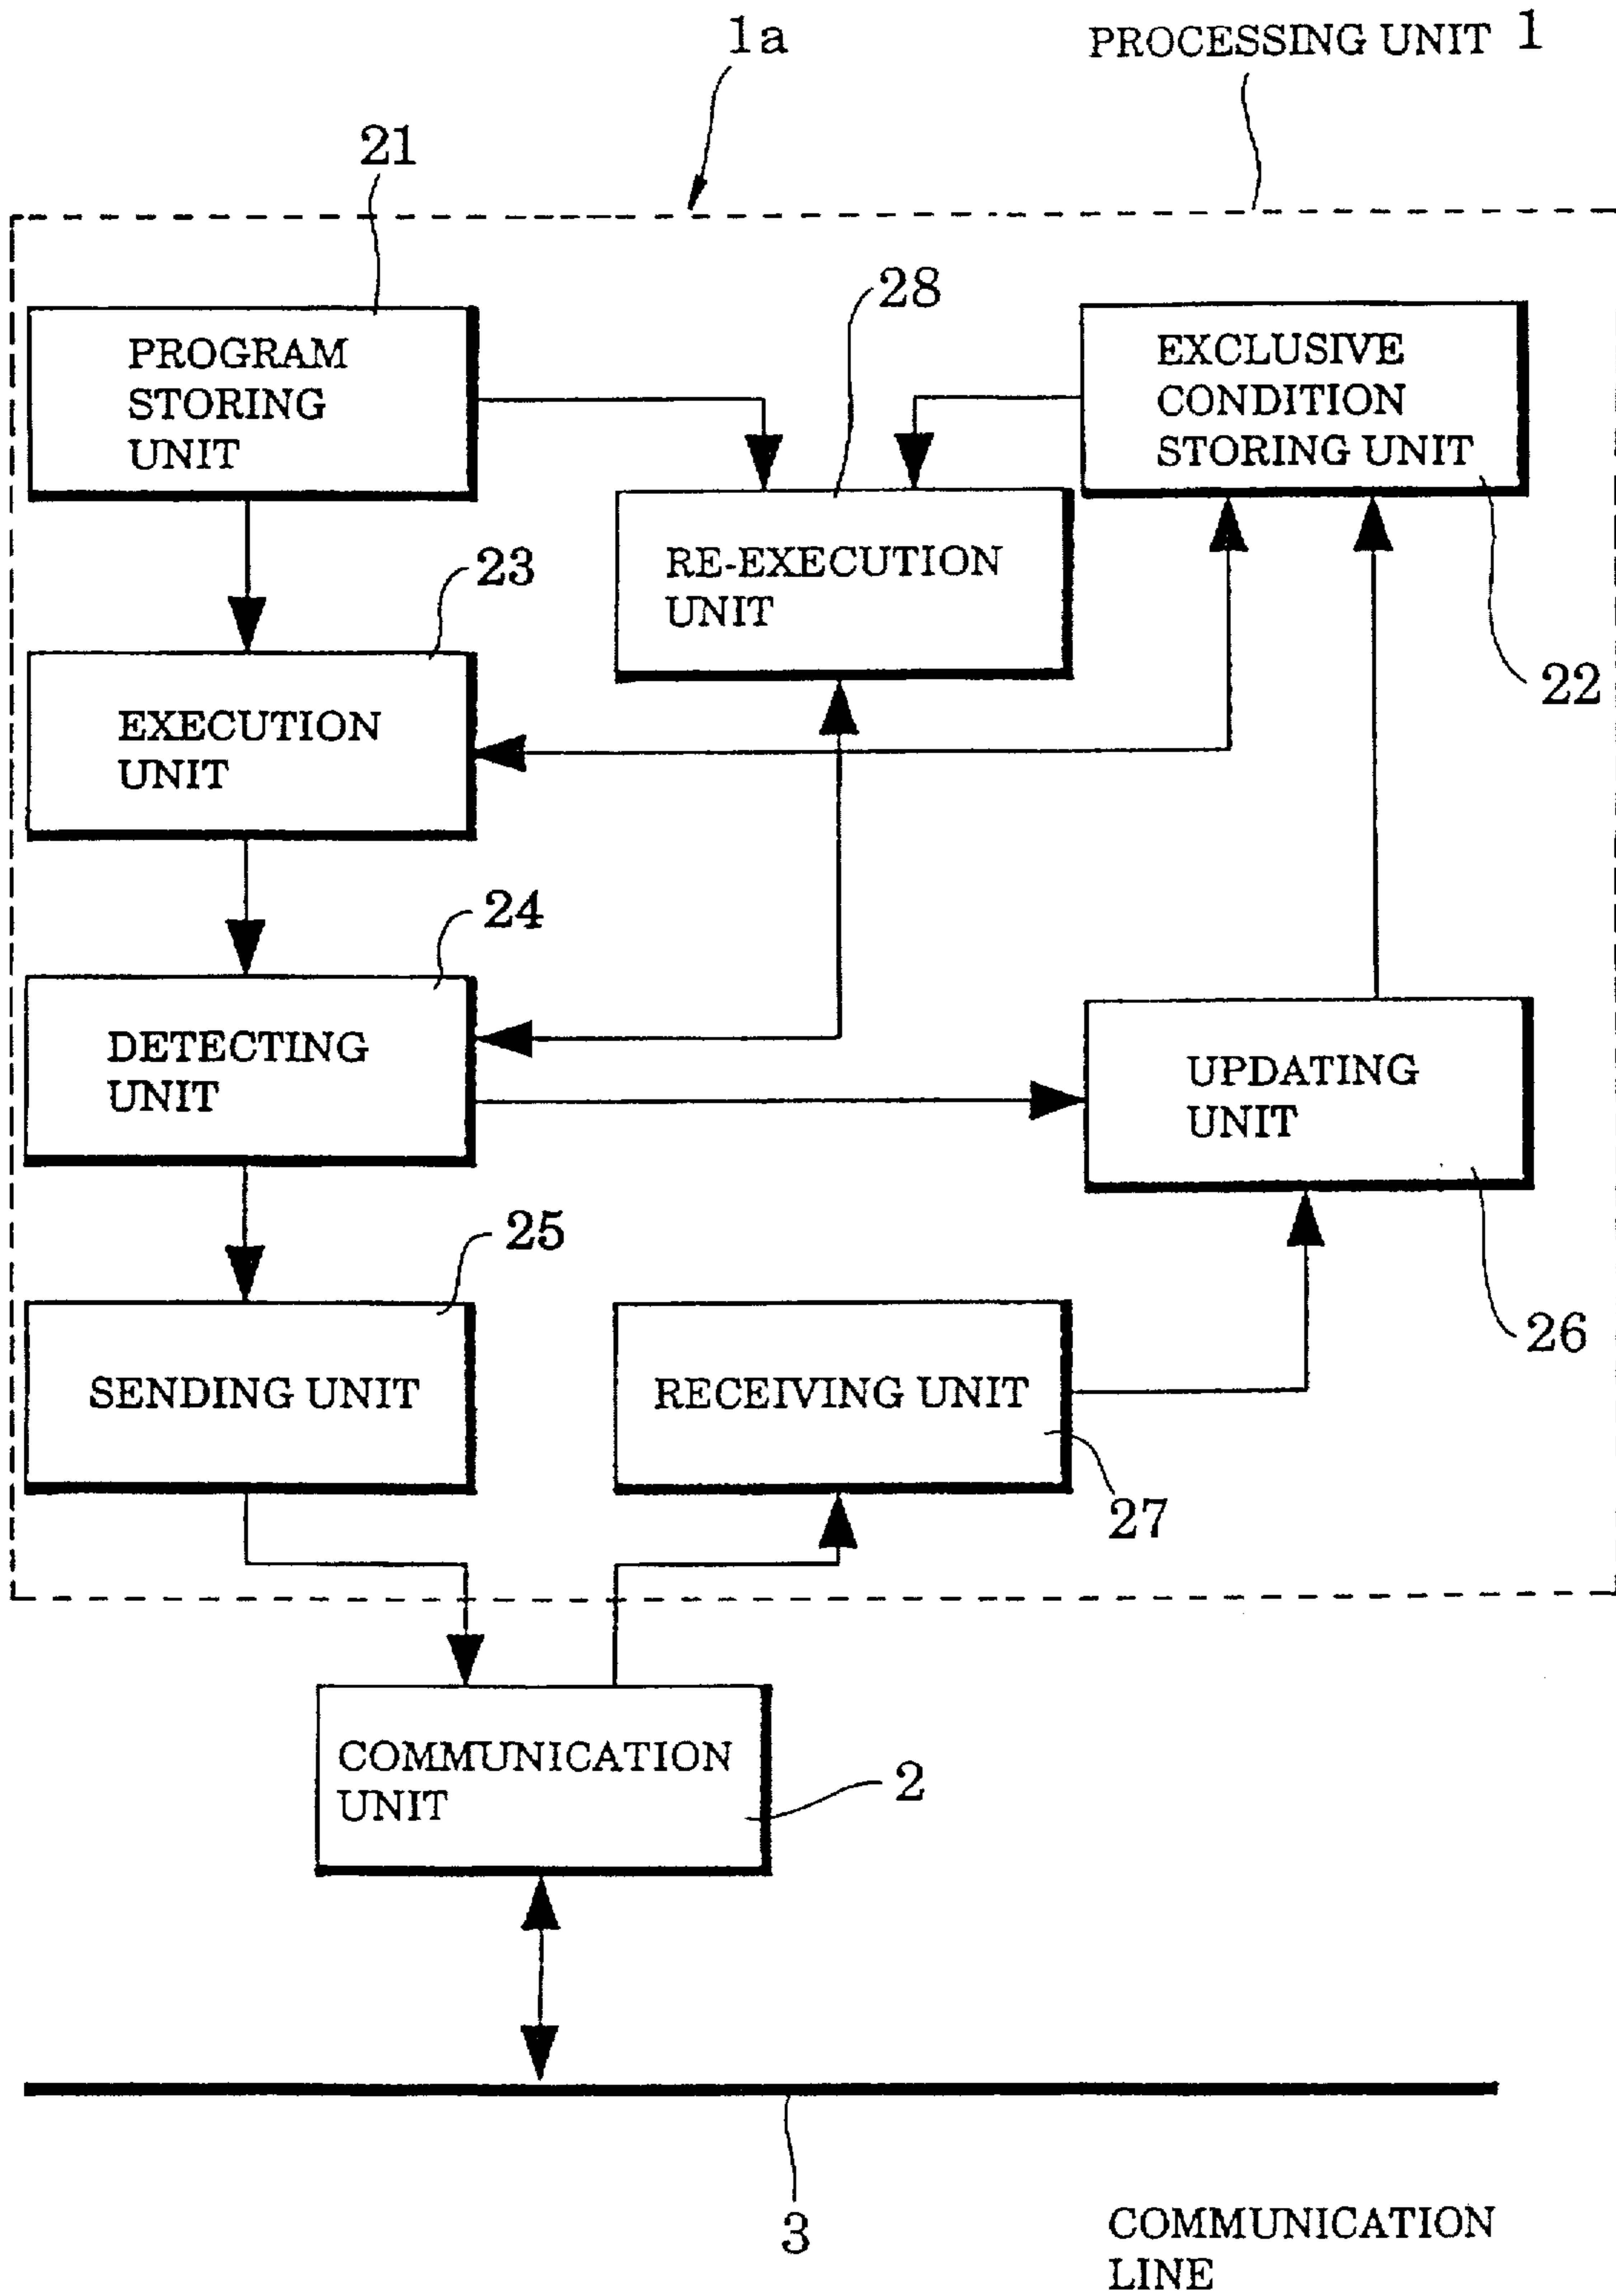 1a
PROCESSING UNIT 1
21
28
PROGRAM
STORING
UNIT
EXCLUSIVE
CONDITION
STORING UNIT
23
RE-EXECUTION
UNIT
22
EXECUTION
UNIT
24
DETECTING
UNIT
UPDATING
UNIT
25
26
SENDING UNIT
RECEIVING UNIT
27
COMMUNICATION
UNIT
2
3
COMMUNICATION
LINE